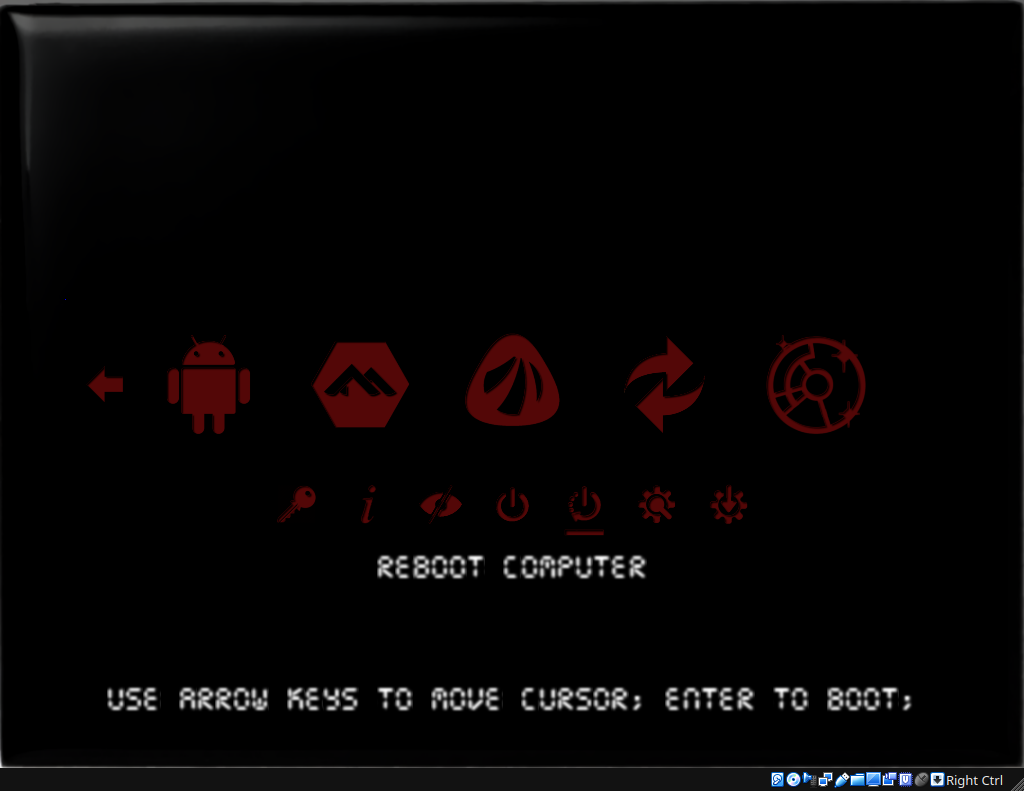 REBOOT COMPUTER
USE ARROW KEYS TO MOVE CURSOR; ENTER TO BOOT;
Right Ctrl